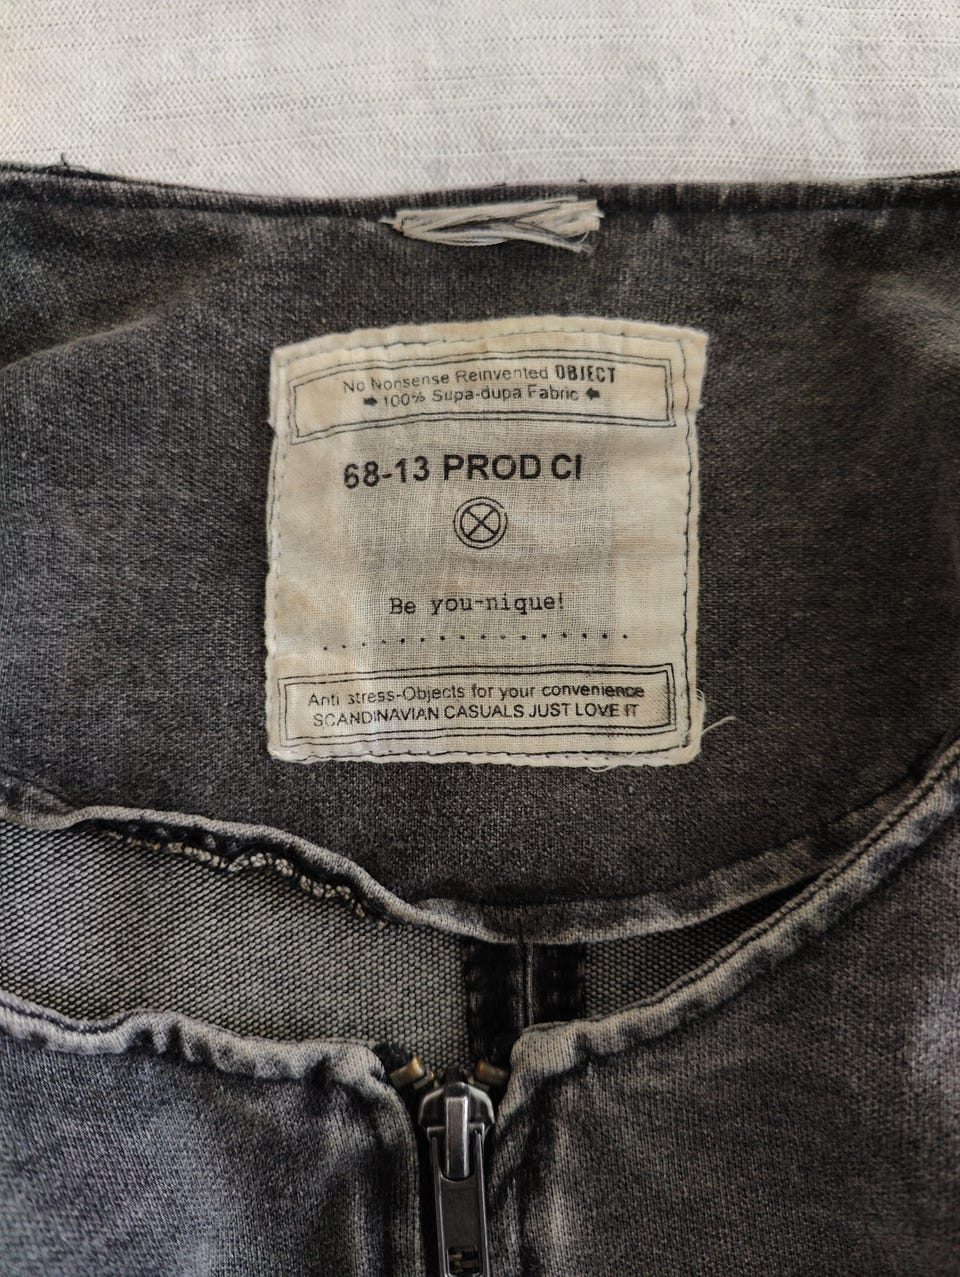 No Nonsense Reinvented OBJECT
100% Supa-dupa Fabric
68-13 PROD CI
Be you-nique!
Anti stress-Objects for your convenience
SCANDINAVIAN CASUALS JUST LOVE IT